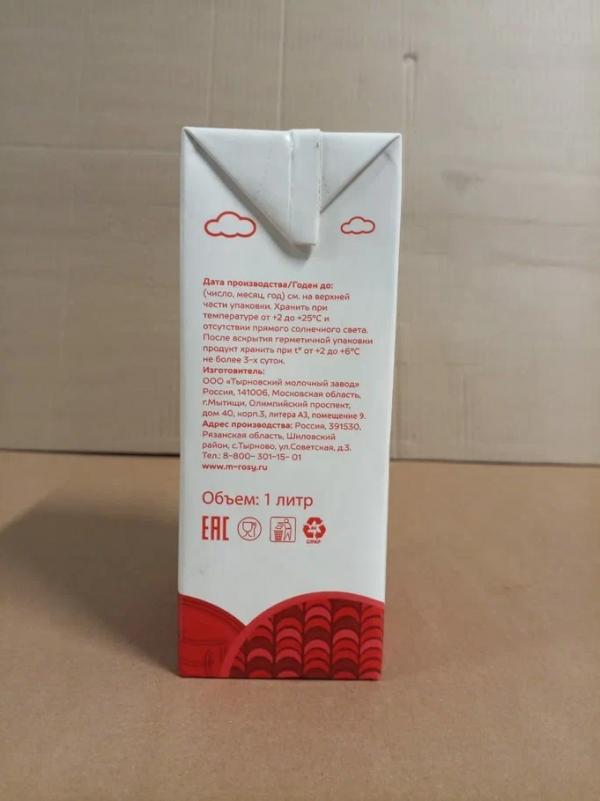 Дата производства/Годен до:
(число, месяц, год) см. на верхней
части упаковки. Хранить при
температуре от +2 до +25°С и
отсутствии прямого солнечного света.
После вскрытия герметичной упаковки
продукт хранить при t° от +2 до +6°С
не более 3-х суток.
Изготовитель:
ООО «Тырновский молочный завод»
Россия, 141006, Московская область,
г.Мытищи, Олимпийский проспект,
дом 40, корп.3, литера А3, помещение 9.
Адрес производства: Россия, 391530,
Рязанская область, Шиловский
район, с.Тырново, ул.Советская, д.3.
Тел.: 8-800- 301-15- 01
www.m-rosy.ru
Объем: 1 литр
EAC
C/PAP